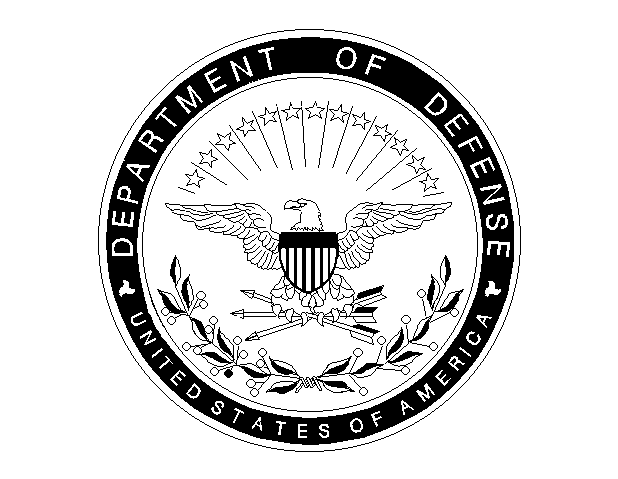 DEPARTMENT OF DEFENSE
UNITED STATES OF AMERICA